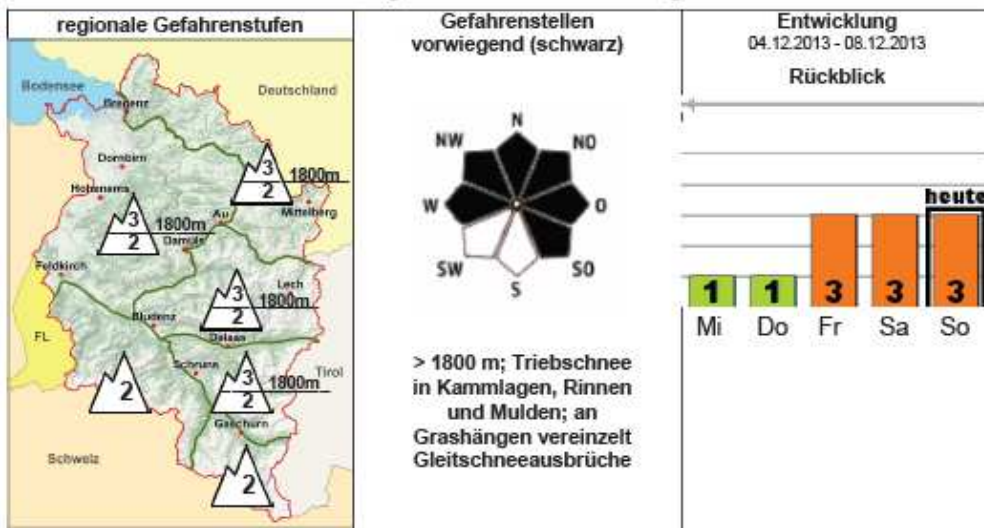 regionale Gefahrenstufen
Bodensee
Deutschland
Bregenz
Dornbirn
3
1800m
2
Hohenems
Mittelberg
3
Au
1800m
2
Damüls
Feldkirch
Lech
3
1800m
2
Bludenz
FL
Dalaas
Schruns
Tirol
3
1800m
2
2
Gaschurn
Schweiz
2
Gefahrenstellen
vorwiegend (schwarz)
N
NW
NO
W
O
SW
SO
S
> 1800 m; Triebschnee
in Kammlagen, Rinnen
und Mulden; an
Grashängen vereinzelt
Gleitschneeausbrüche
Entwicklung
04.12.2013 - 08.12.2013
Rückblick
heute
1 1 3 3 3
Mi Do Fr Sa So